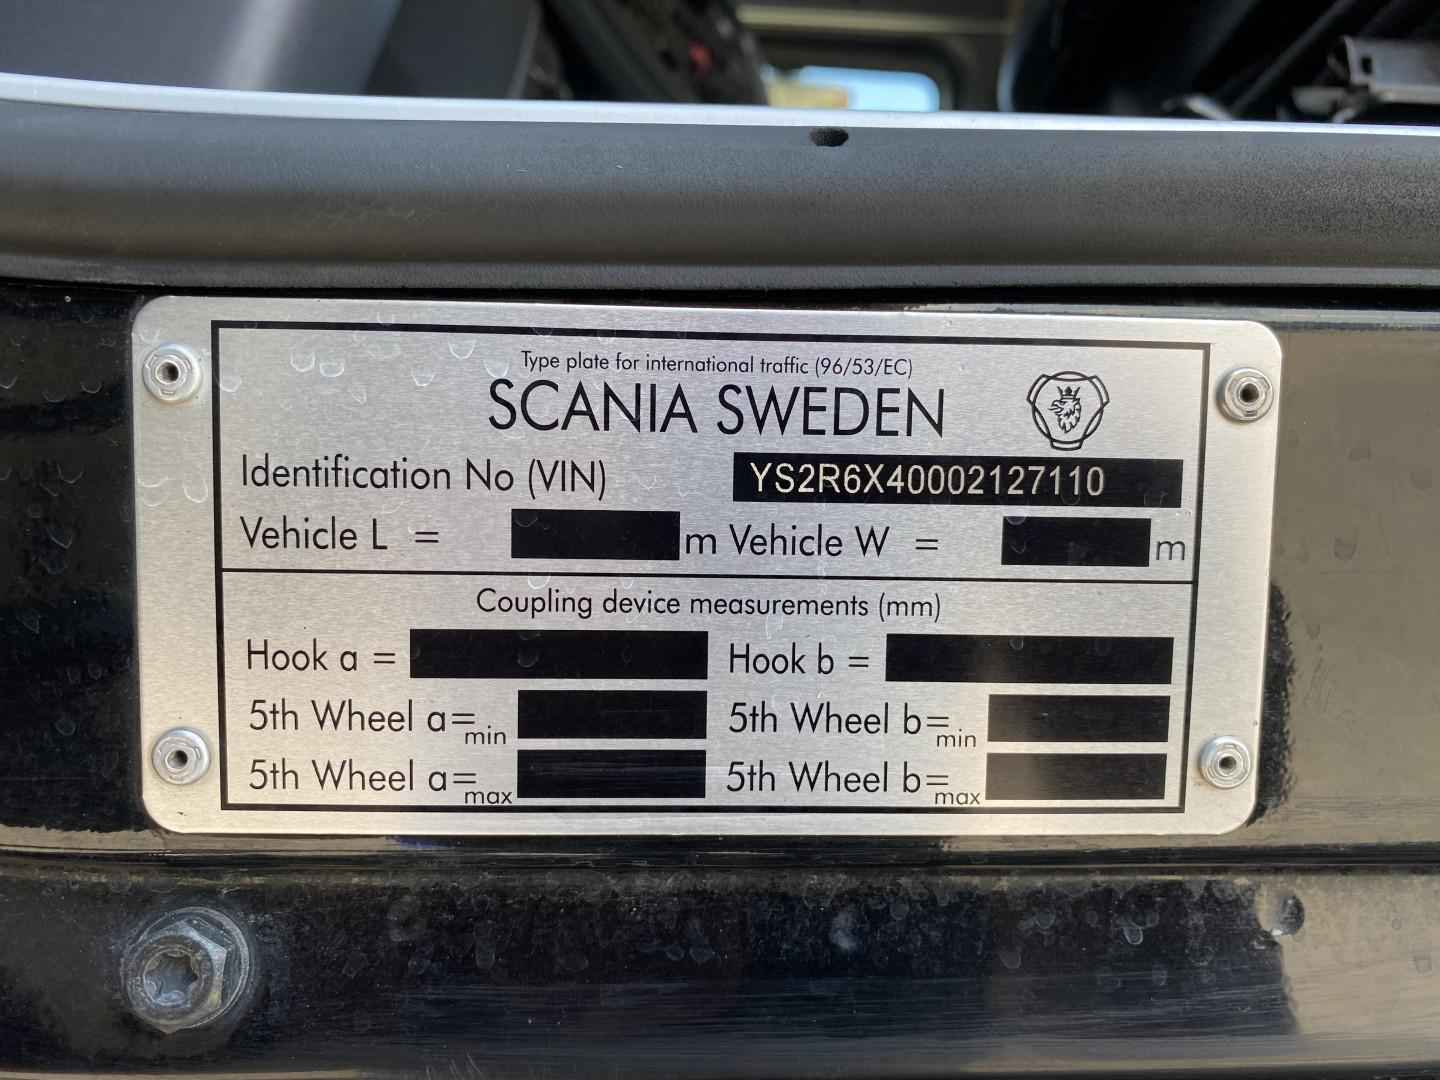 Type plate for international traffic (96/53/EC)
SCANIA SWEDEN
Identification No (VIN) YS2R6X40002127110
Vehicle L = m Vehicle W = m
Coupling device measurements (mm)
Hook a = Hook b =
5th Wheel a= min 5th Wheel b= min
5th Wheel a= max 5th Wheel b= max